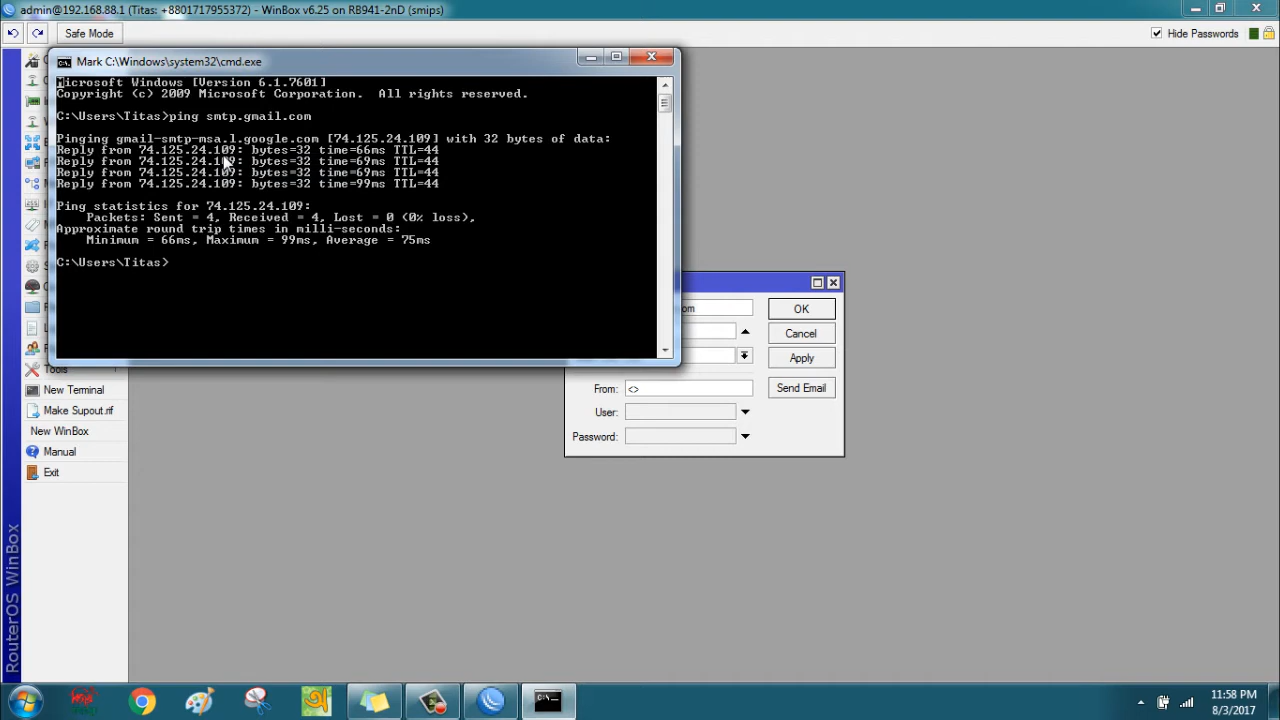 admin@192.168.88.1 (Titas: +8801717955372) - WinBox v6.25 on RB941-2nD (smips)
Safe Mode
Hide Passwords
Mark C:\Windows\system32\cmd.exe
Microsoft Windows [Version 6.1.7601]
Copyright (c) 2009 Microsoft Corporation.  All rights reserved.
C:\Users\Titas>ping smtp.gmail.com
Pinging gmail-smtp-msa.l.google.com [74.125.24.109] with 32 bytes of data:
Reply from 74.125.24.109: bytes=32 time=66ms TTL=44
Reply from 74.125.24.109: bytes=32 time=69ms TTL=44
Reply from 74.125.24.109: bytes=32 time=69ms TTL=44
Reply from 74.125.24.109: bytes=32 time=99ms TTL=44
Ping statistics for 74.125.24.109:
Packets: Sent = 4, Received = 4, Lost = 0 (0% loss),
Approximate round trip times in milli-seconds:
Minimum = 66ms, Maximum = 99ms, Average = 75ms
C:\Users\Titas>
om
OK
Cancel
Apply
Send Email
From: <>
User:
Password:
Tools
New Terminal
Make Supout.rif
New WinBox
Manual
Exit
RouterOS WinBox
11:58 PM
8/3/2017